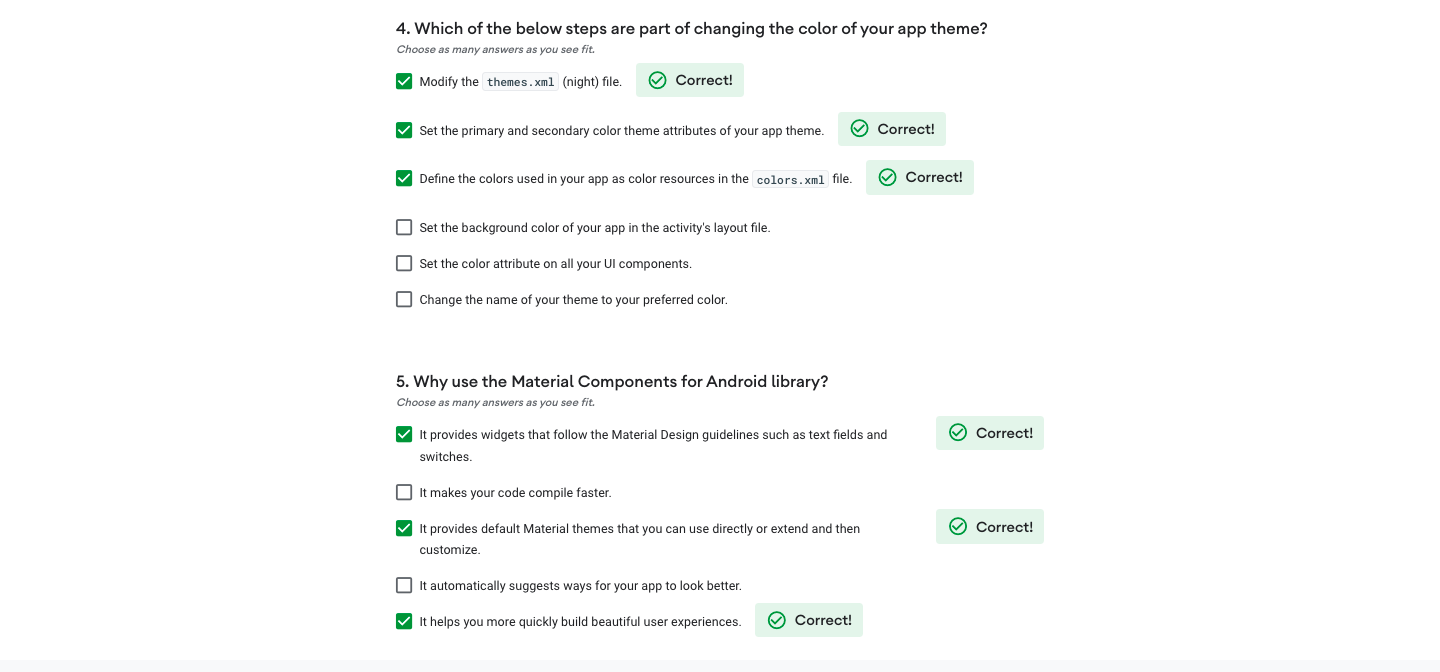 4. Which of the below steps are part of changing the color of your app theme?
Choose as many answers as you see fit.
Modify the themes.xml (night) file. Correct!
Set the primary and secondary color theme attributes of your app theme. Correct!
Define the colors used in your app as color resources in the colors.xml file. Correct!
Set the background color of your app in the activity's layout file.
Set the color attribute on all your UI components.
Change the name of your theme to your preferred color.
5. Why use the Material Components for Android library?
Choose as many answers as you see fit.
It provides widgets that follow the Material Design guidelines such as text fields and Correct!
switches.
It makes your code compile faster.
It provides default Material themes that you can use directly or extend and then Correct!
customize.
It automatically suggests ways for your app to look better.
It helps you more quickly build beautiful user experiences. Correct!